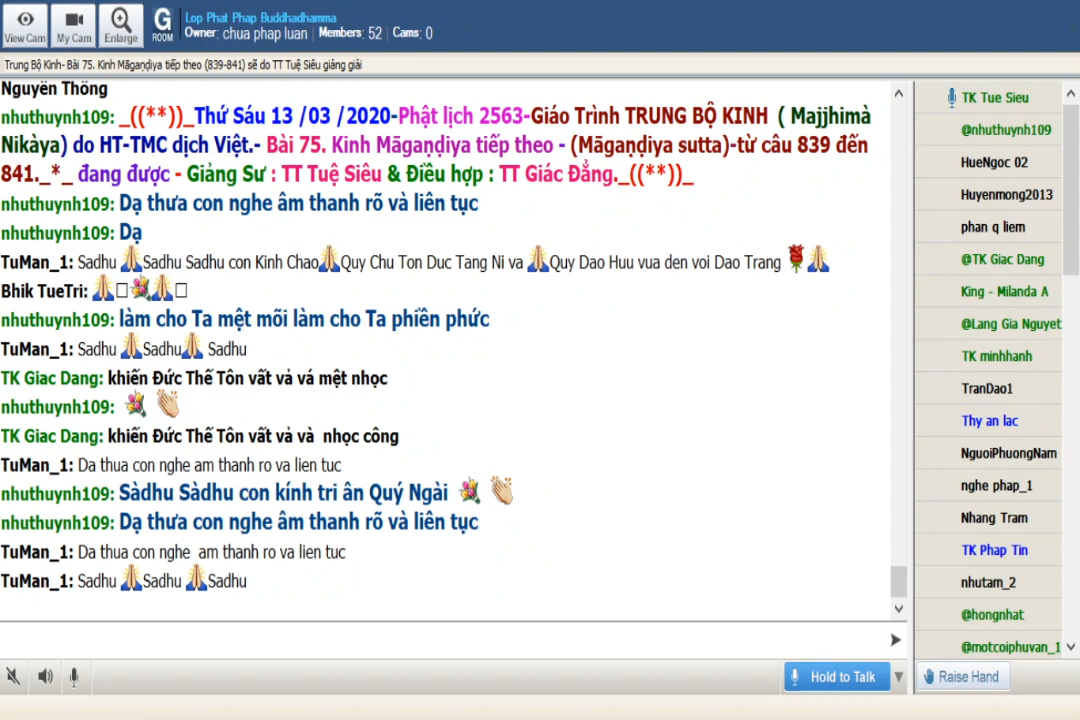 Lop Phat Phap Buddhadhamma
View Cam My Cam Enlarge G ROOM Owner: chua phap luan Members: 52 Cams: 0
Trung Bộ Kinh- Bài 75. Kinh Māgaṇḍiya tiếp theo (839-841) sẽ do TT Tuệ Siêu giảng giải
Nguyên Thông
nhuthuynh109: _((**))_Thứ Sáu 13 /03 /2020-Phật lịch 2563-Giáo Trình TRUNG BỘ KINH ( Majjhimà
Nikàya) do HT-TMC dịch Việt.- Bài 75. Kinh Māgaṇḍiya tiếp theo - (Māgaṇḍiya sutta)-từ câu 839 đến
841._*_ đang được - Giảng Sư : TT Tuệ Siêu & Điều hợp : TT Giác Đẳng._((**))_
nhuthuynh109: Dạ thưa con nghe âm thanh rõ và liên tục
nhuthuynh109: Dạ
TuMan_1: Sadhu 🙏Sadhu Sadhu con Kinh Chao🙏Quy Chu Ton Duc Tang Ni va 🙏Quy Dao Huu vua den voi Dao Trang 🌹🙏
Bhik TueTri: 🙏□💐🙏□
nhuthuynh109: làm cho Ta mệt mõi làm cho Ta phiền phức
TuMan_1: Sadhu 🙏Sadhu🙏 Sadhu
TK Giac Dang: khiến Đức Thế Tôn vất vả vá mệt nhọc
nhuthuynh109: 💐 👏
TK Giac Dang: khiến Đức Thế Tôn vất vả và nhọc công
TuMan_1: Da thua con nghe am thanh ro va lien tuc
nhuthuynh109: Sàdhu Sàdhu con kính tri ân Quý Ngài 💐 👏
nhuthuynh109: Dạ thưa con nghe âm thanh rõ và liên tục
TuMan_1: Da thua con nghe am thanh ro va lien tuc
TuMan_1: Sadhu 🙏Sadhu 🙏Sadhu
TK Tue Sieu
@nhuthuynh109
HueNgoc 02
Huyenmong2013
phan q liem
@TK Giac Dang
King - Milanda A
@Lang Gia Nguyet
TK minhhanh
TranDao1
Thy an lac
NguoiPhuongNam
nghe phap_1
Nhang Tram
TK Phap Tin
nhutam_2
@hongnhat
@motcoiphuvan_1
Hold to Talk
Raise Hand